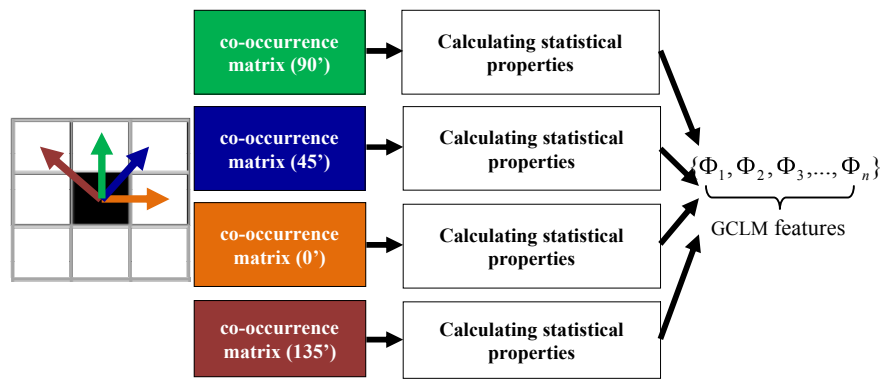 co-occurrence
matrix (90’)
Calculating statistical
properties
co-occurrence
matrix (45’)
Calculating statistical
properties
{Φ1, Φ2, Φ3,..., Φn}
GCLM features
co-occurrence
matrix (0’)
Calculating statistical
properties
co-occurrence
matrix (135’)
Calculating statistical
properties